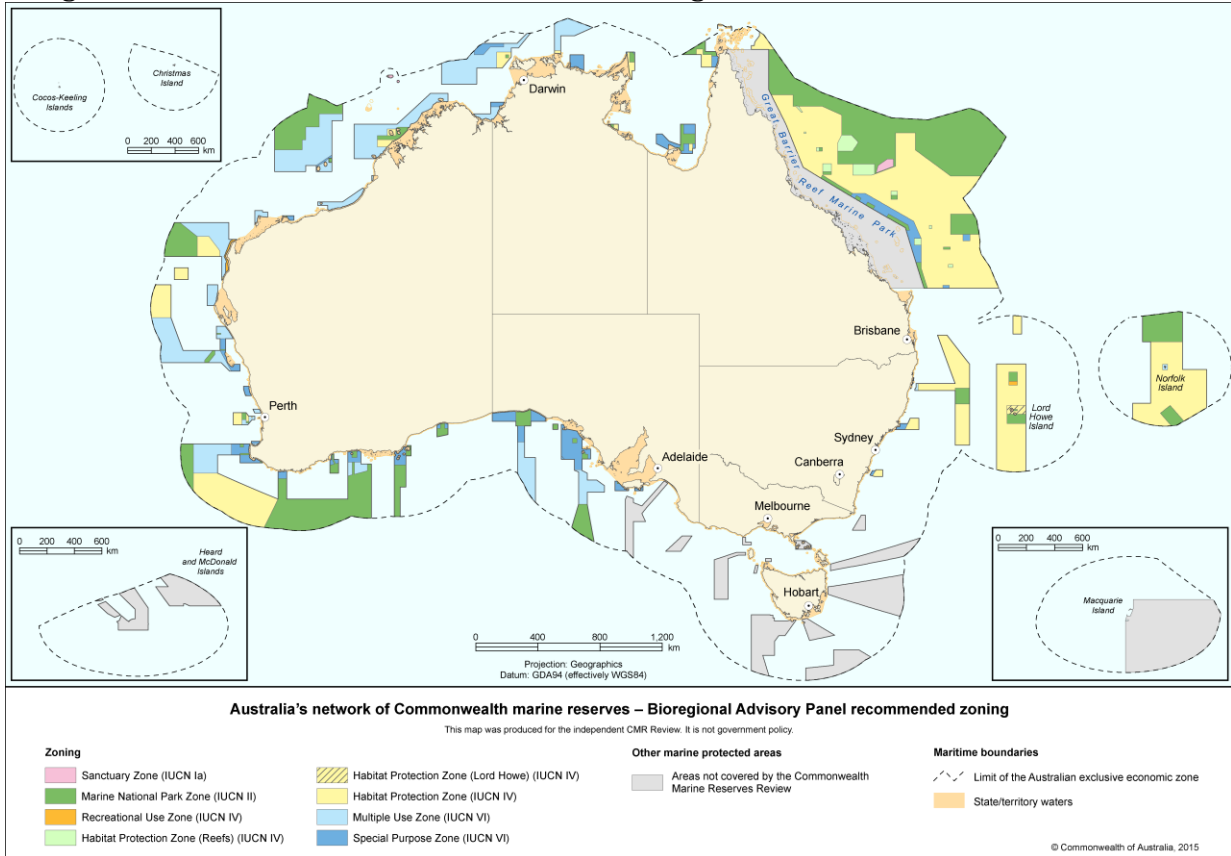 Cocos-Keeling
Islands
Christmas
Island
0 200 400 600
km
Darwin
Great Barrier
Reef Marine Park
Brisbane
Perth
Lord
Howe
Island
Norfolk
Island
Sydney
Adelaide
Canberra
Melbourne
Hobart
0 200 400 600
km
Heard
and McDonald
Islands
0 400 800 1,200
km
Projection: Geographics
Datum: GDA94 (effectively WGS84)
0 200 400 600
km
Macquarie
Island
Australia's network of Commonwealth marine reserves – Bioregional Advisory Panel recommended zoning
This map was produced for the independent CMR Review. It is not government policy.
Zoning
Sanctuary Zone (IUCN Ia)
Marine National Park Zone (IUCN II)
Recreational Use Zone (IUCN IV)
Habitat Protection Zone (Reefs) (IUCN IV)
Habitat Protection Zone (Lord Howe) (IUCN IV)
Habitat Protection Zone (IUCN IV)
Multiple Use Zone (IUCN VI)
Special Purpose Zone (IUCN VI)
Other marine protected areas
Areas not covered by the Commonwealth
Marine Reserves Review
Maritime boundaries
Limit of the Australian exclusive economic zone
State/territory waters
© Commonwealth of Australia, 2015